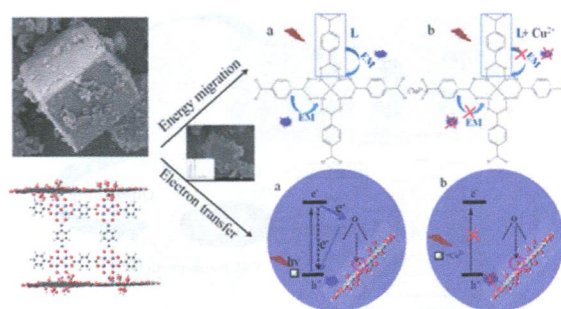 a
L
EM
EM
b
L+ Cu²⁺
EM
EM
Energy migration
Electron transfer
a
e⁻
e⁻
e⁻
O
hν
h⁺
b
e⁻
O
h⁺